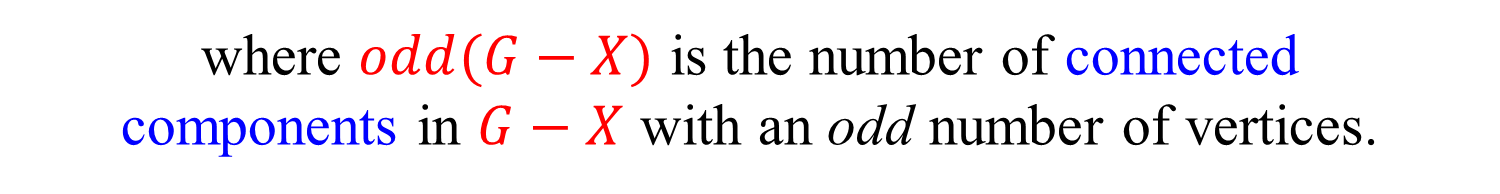 where odd(G − X) is the number of connected
components in G − X with an odd number of vertices.